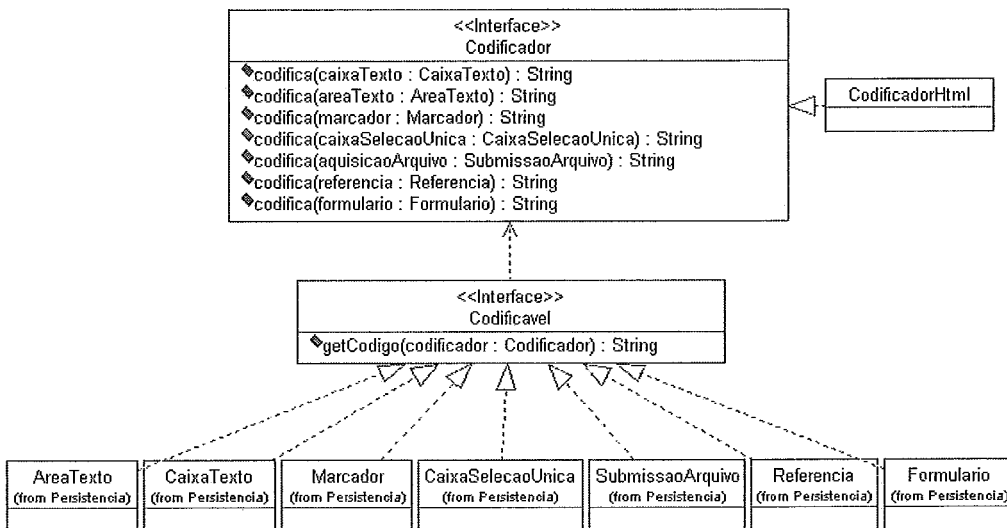 <<Interface>>
Codificador
codifica(caixaTexto : CaixaTexto) : String
codifica(areaTexto : AreaTexto) : String
codifica(marcador : Marcador) : String
codifica(caixaSelecaoUnica : CaixaSelecaoUnica) : String
codifica(aquisicaoArquivo : SubmissaoArquivo) : String
codifica(referencia : Referencia) : String
codifica(formulario : Formulario) : String
CodificadorHtml
<<Interface>>
Codificavel
getCodigo(codificador : Codificador) : String
AreaTexto
(from Persistencia)
CaixaTexto
(from Persistencia)
Marcador
(from Persistencia)
CaixaSelecaoUnica
(from Persistencia)
SubmissaoArquivo
(from Persistencia)
Referencia
(from Persistencia)
Formulario
(from Persistencia)